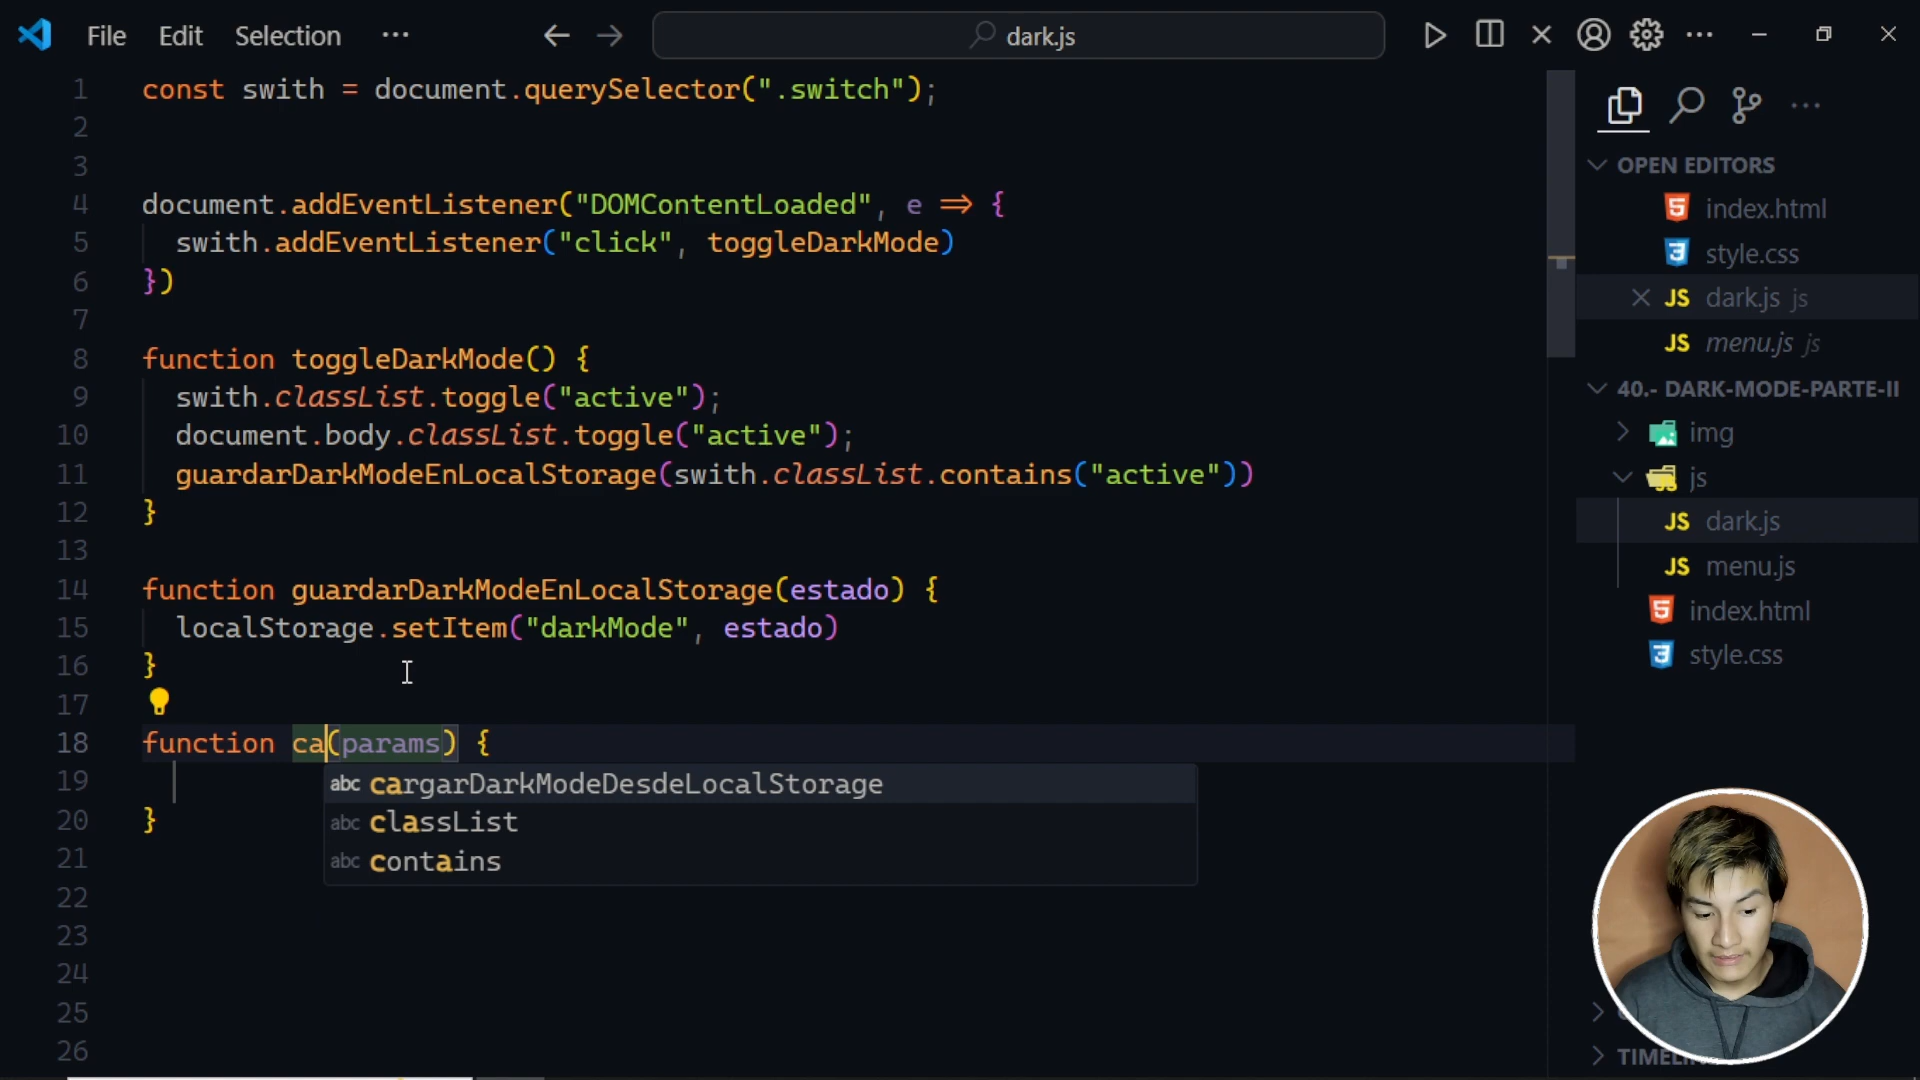 File Edit Selection ··· dark.js
1 const swith = document.querySelector(".switch");
2
3
4 document.addEventListener("DOMContentLoaded", e => {
5 swith.addEventListener("click", toggleDarkMode)
6 })
7
8 function toggleDarkMode() {
9 swith.classList.toggle("active");
10 document.body.classList.toggle("active");
11 guardarDarkModeEnLocalStorage(swith.classList.contains("active"))
12 }
13
14 function guardarDarkModeEnLocalStorage(estado) {
15 localStorage.setItem("darkMode", estado)
16 }
17
18 function ca(params) {
19
20 }
21
22
23
24
25
26
abc cargarDarkModeDesdeLocalStorage
abc classList
abc contains
OPEN EDITORS
index.html
style.css
JS dark.js js
JS menu.js js
40.- DARK-MODE-PARTE-II
img
js
JS dark.js
JS menu.js
index.html
style.css